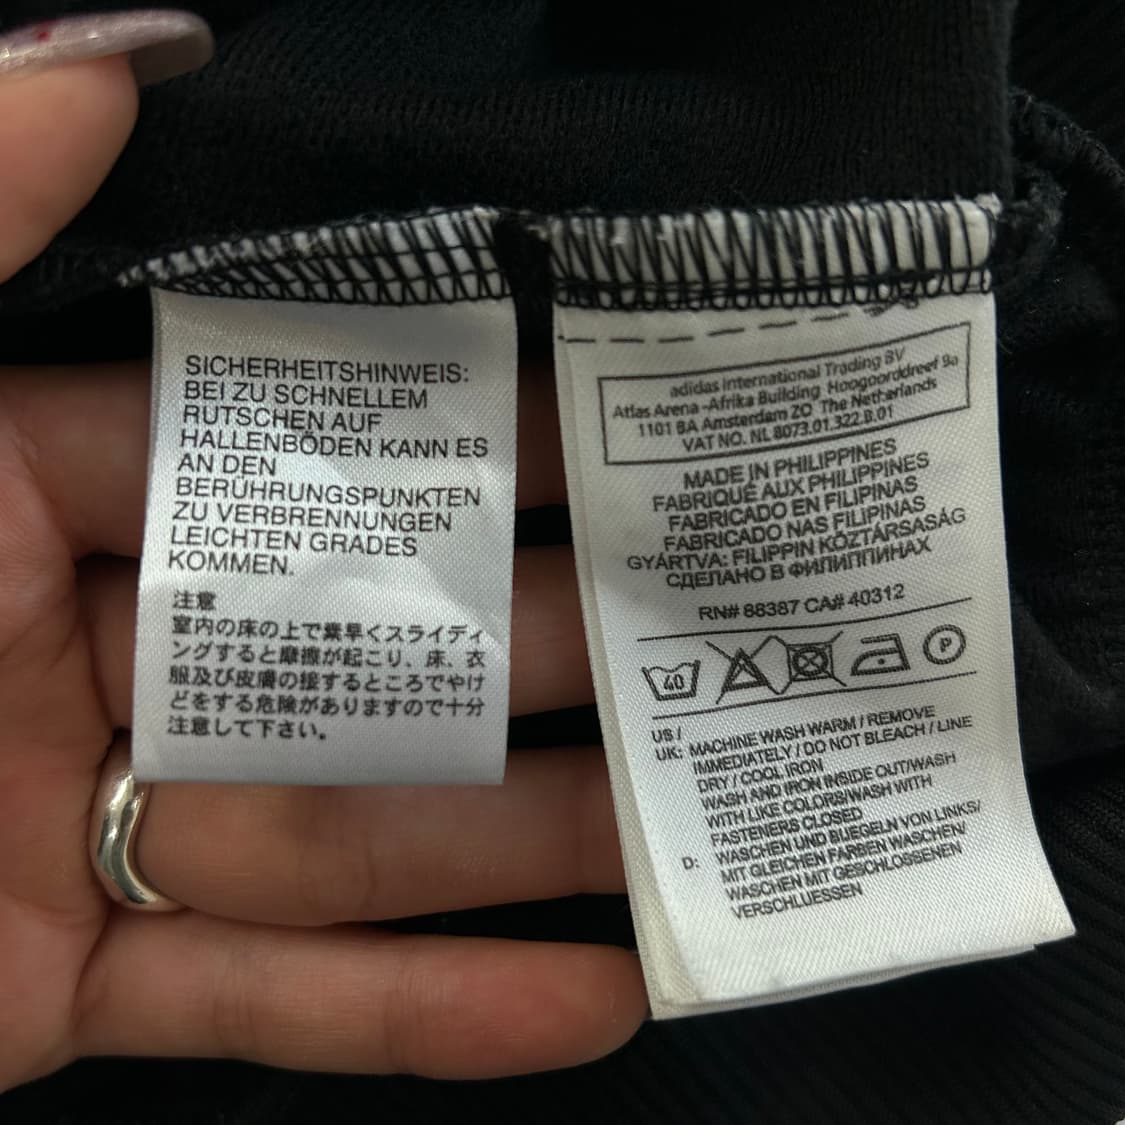 SICHERHEITSHINWEIS:
BEI ZU SCHNELLEM
RUTSCHEN AUF
HALLENBÖDEN KANN ES
AN DEN
BERÜHRUNGSPUNKTEN
ZU VERBRENNUNGEN
LEICHTEN GRADES
KOMMEN.
注意
室内の床の上で素早くスライディ
ングすると摩擦が起こり、床、衣
服及び皮膚の接するところでやけ
どをする危険がありますので十分
注意して下さい。
adidas International Trading BV
Atlas Arena -Afrika Building Hoogoorddreef 9a
1101 BA Amsterdam ZO The Netherlands
VAT NO. NL 8073.01.322.B.01
MADE IN PHILIPPINES
FABRIQUÉ AUX PHILIPPINES
FABRICADO EN FILIPINAS
FABRICADO NAS FILIPINAS
GYÁRTVA: FILIPPIN KÖZTÁRSASÁG
СДЕЛАНО В ФИЛИППИНАХ
RN# 88387 CA# 40312
40 P
US /
UK: MACHINE WASH WARM / REMOVE
IMMEDIATELY / DO NOT BLEACH / LINE
DRY / COOL IRON
WASH AND IRON INSIDE OUT/WASH
WITH LIKE COLORS/WASH WITH
FASTENERS CLOSED
D: WASCHEN UND BUEGELN VON LINKS/
MIT GLEICHEN FARBEN WASCHEN/
WASCHEN MIT GESCHLOSSENEN
VERSCHLUESSEN